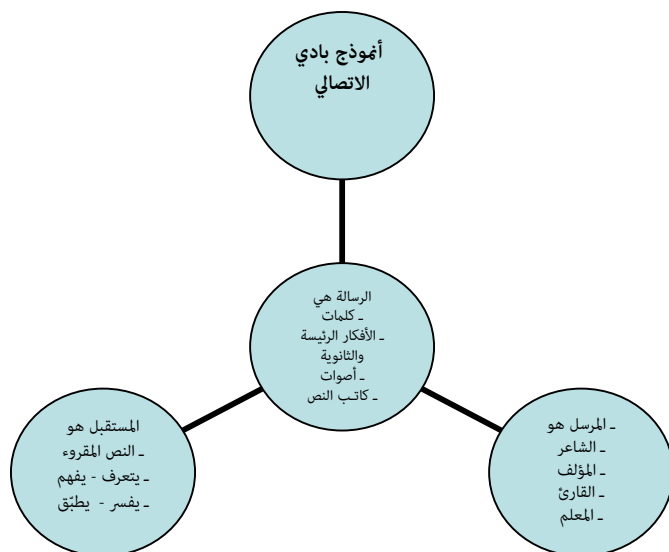 أنموذج بادي
الاتصالي
الرسالة هي
ـ كلمات
ـ الأفكار الرئيسة
والثانوية
ـ أصوات
ـ كاتب النص
المستقبل هو
ـ النص المقروء
ـ يتعرف - يفهم
ـ يفسر - يطبّق
ـ المرسل هو
ـ الشاعر
ـ المؤلف
ـ القارئ
ـ المعلم